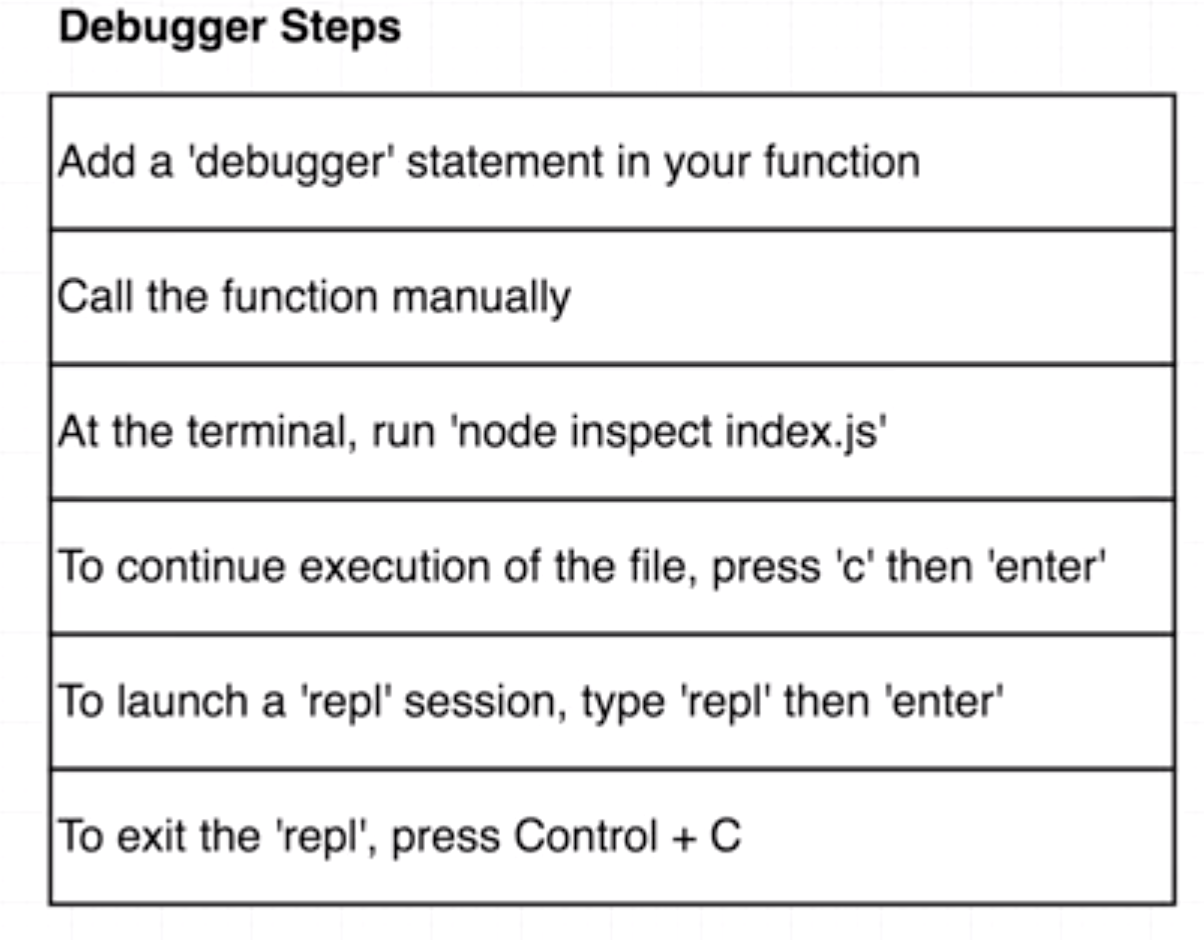 Debugger Steps
Add a 'debugger' statement in your function
Call the function manually
At the terminal, run 'node inspect index.js'
To continue execution of the file, press 'c' then 'enter'
To launch a 'repl' session, type 'repl' then 'enter'
To exit the 'repl', press Control + C